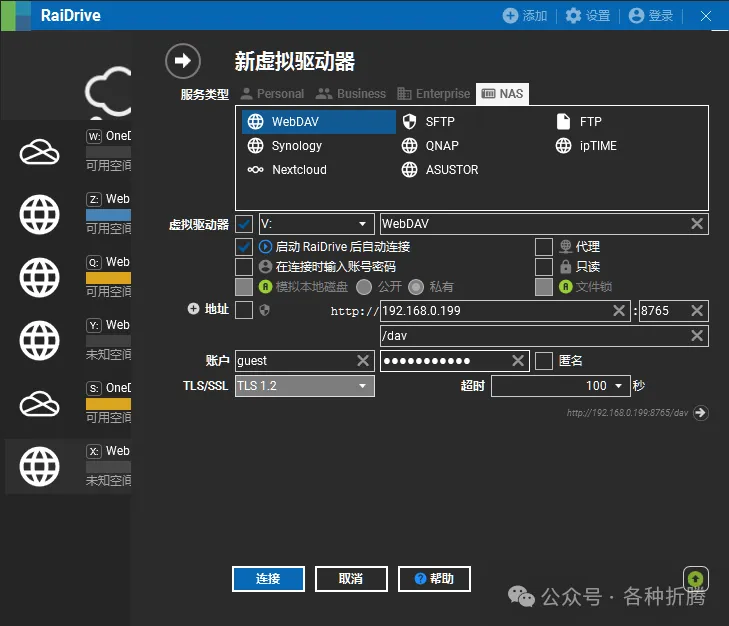 RaiDrive 添加 设置 登录
新虚拟驱动器
服务类型 Personal Business Enterprise NAS
WebDAV SFTP FTP
Synology QNAP ipTIME
Nextcloud ASUSTOR
W: OneD
可用空间
Z: Web
可用空间
Q: Web
可用空间
Y: Web
未知空间
S: OneD
可用空间
X: Web
未知空间
虚拟驱动器 V: WebDAV
启动 RaiDrive 后自动连接 代理
在连接时输入账号密码 只读
A 模拟本地磁盘 公开 私有 A 文件锁
地址 http:// 192.168.0.199 : 8765
/dav
账户 guest ●●●●●●●●●●● 匿名
TLS/SSL TLS 1.2 超时 100 秒
http://192.168.0.199:8765/dav
连接 取消 ? 帮助
公众号 · 各种折腾